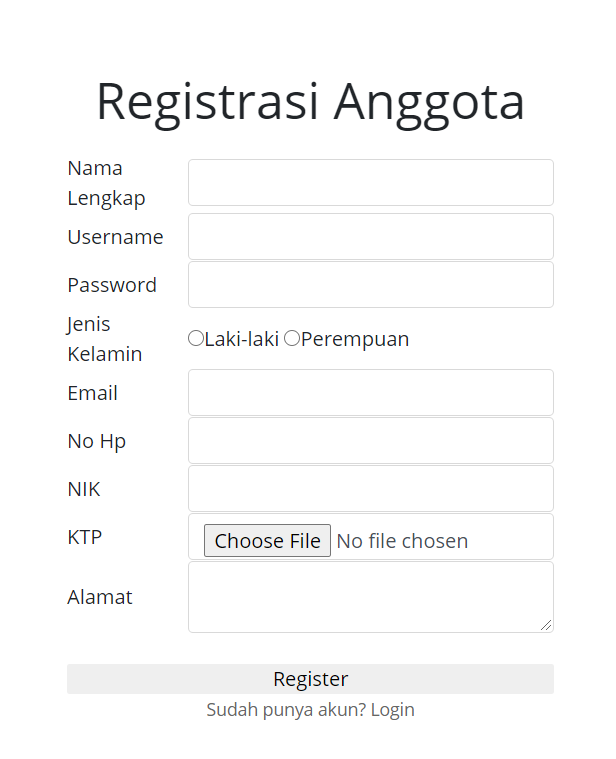 Registrasi Anggota
Nama
Lengkap
Username
Password
Jenis
Kelamin
Laki-laki Perempuan
Email
No Hp
NIK
KTP
Choose File No file chosen
Alamat
Register
Sudah punya akun? Login